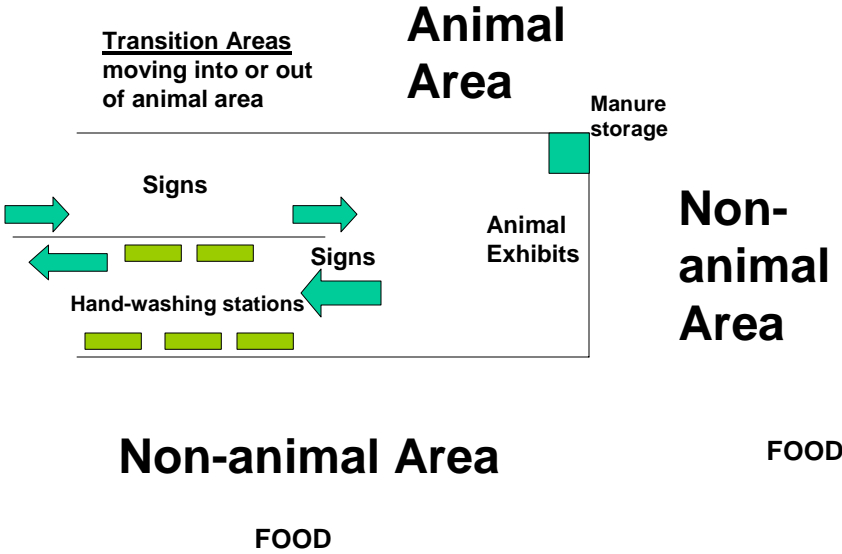 Transition Areas
moving into or out
of animal area
Animal
Area
Manure
storage
Signs
Non-
animal
Area
Animal
Exhibits
Signs
Hand-washing stations
Non-animal Area
FOOD
FOOD